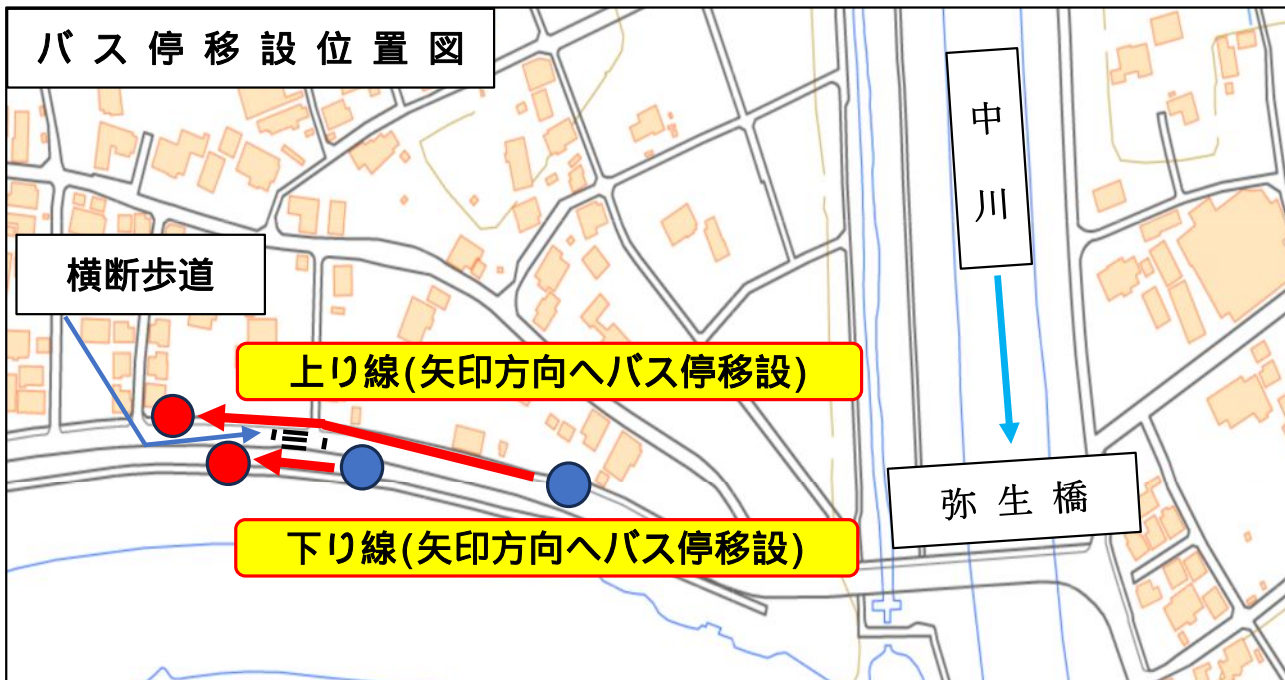 バス停移設位置図
中川
横断歩道
上り線(矢印方向へバス停移設)
弥生橋
下り線(矢印方向へバス停移設)